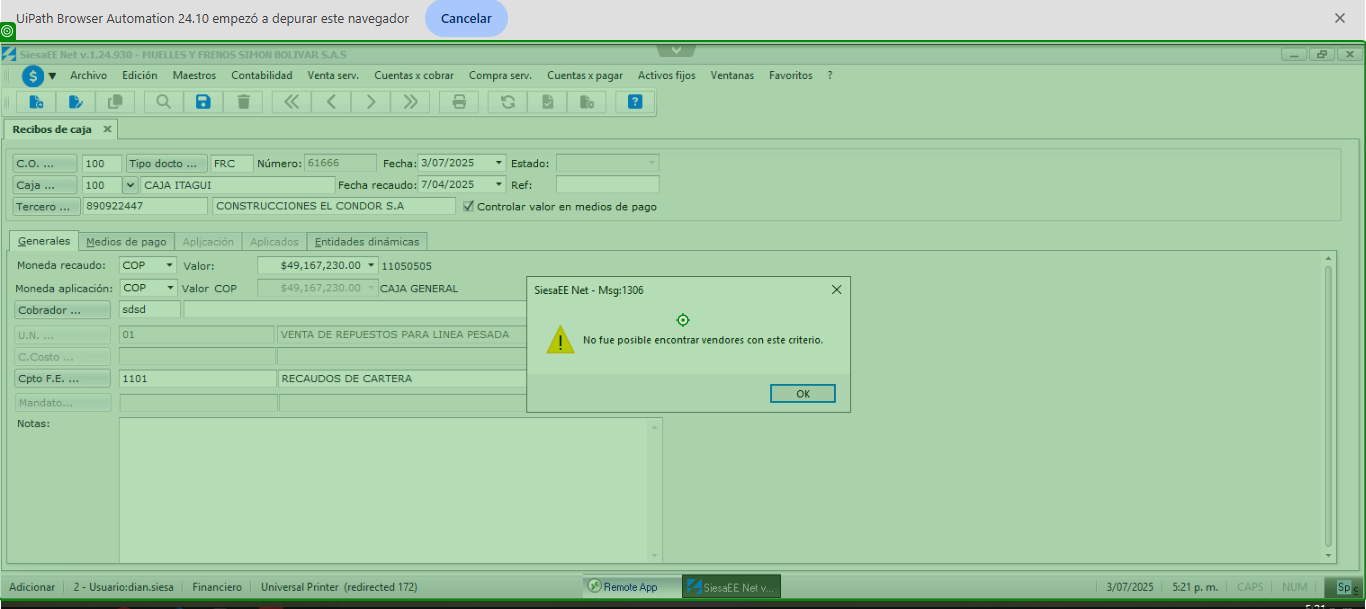 UiPath Browser Automation 24.10 empezó a depurar este navegador Cancelar
SiesaEE Net v.1.24.930 - MUELLES Y FRENOS SIMON BOLIVAR S.A.S
$ Archivo Edición Maestros Contabilidad Venta serv. Cuentas x cobrar Compra serv. Cuentas x pagar Activos fijos Ventanas Favoritos ?
Recibos de caja
C.O. ... 100 Tipo docto ... FRC Número: 61666 Fecha: 3/07/2025 Estado:
Caja ... 100 CAJA ITAGUI Fecha recaudo: 7/04/2025 Ref:
Tercero ... 890922447 CONSTRUCCIONES EL CONDOR S.A Controlar valor en medios de pago
Generales Medios de pago Aplicación Aplicados Entidades dinámicas
Moneda recaudo: COP Valor: $49,167,230.00 11050505
Moneda aplicación: COP Valor COP $49,167,230.00 CAJA GENERAL
Cobrador ... sdsd
U.N. ... 01 VENTA DE REPUESTOS PARA LINEA PESADA
C.Costo ...
Cpto F.E. ... 1101 RECAUDOS DE CARTERA
Mandato...
Notas:
SiesaEE Net - Msg:1306
No fue posible encontrar vendores con este criterio.
OK
Adicionar 2 - Usuario:dian.siesa Financiero Universal Printer (redirected 172) Remote App SiesaEE Net v... 3/07/2025 5:21 p. m. CAPS NUM Sp